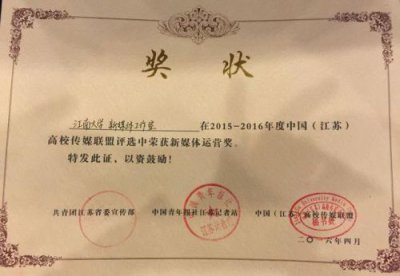 奖状
江南大学 新媒体工作室 在2015-2016年度中国（江苏）
高校传媒联盟评选中荣获新媒体运营奖。
特发此证，以资鼓励！
共青团江苏省委宣传部 中国青年报社江苏记者站 中国（江苏）高校传媒联盟
二〇一六年四月